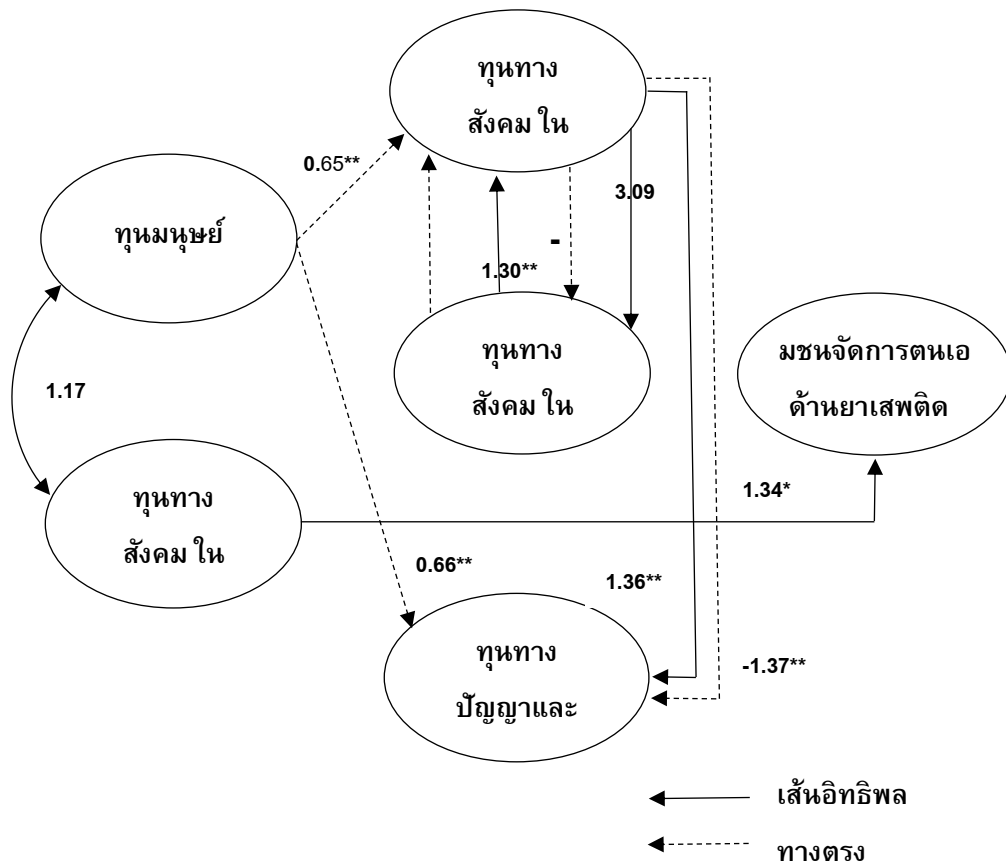 ทุนทาง
สังคม ใน
0.65**
ทุนมนุษย์
3.09
-
1.30**
ทุนทาง
สังคม ใน
มชนจัดการตนเอ
ด้านยาเสพติด
1.17
ทุนทาง
สังคม ใน
1.34*
0.66**
1.36**
ทุนทาง
ปัญญาและ
-1.37**
เส้นอิทธิพล
ทางตรง